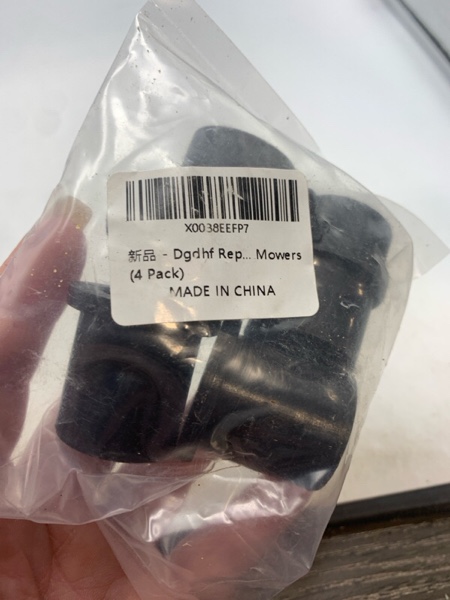 X0038EEFP7
新品 - Dgdhf Rep... Mowers
(4 Pack)
MADE IN CHINA